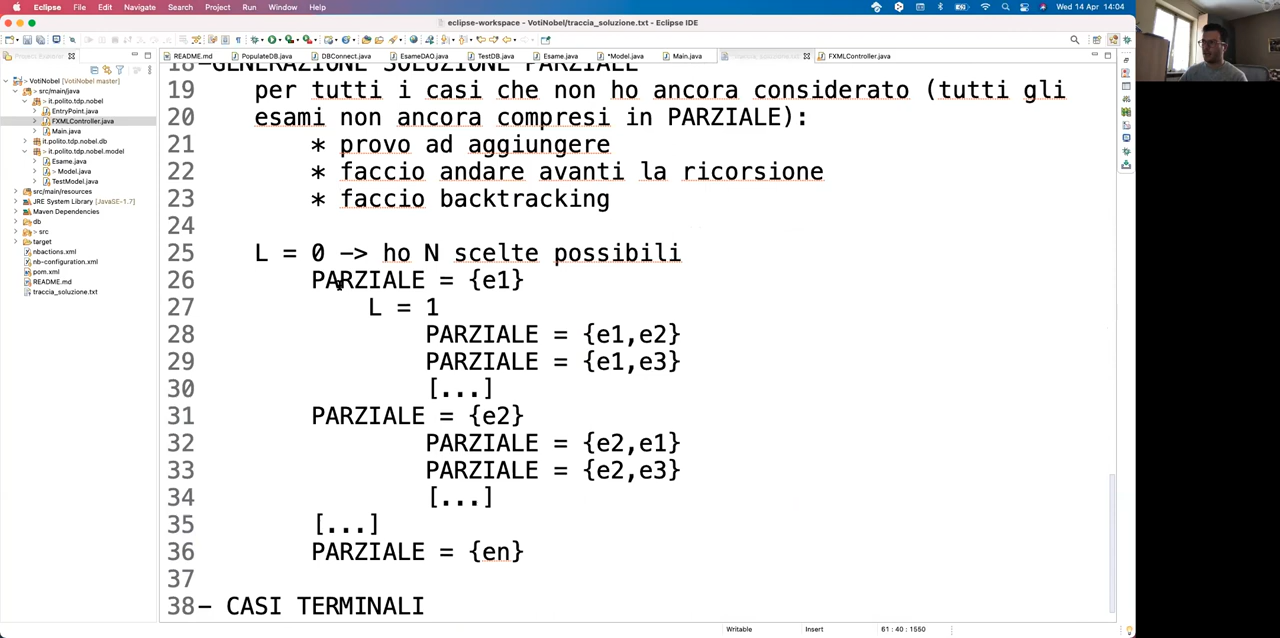 Eclipse File Edit Navigate Search Project Run Window Help Wed 14 Apr 14:04
eclipse-workspace - VotiNobel/traccia_soluzione.txt - Eclipse IDE
README.md PopulateDB.java DBConnect.java EsameDAO.java TestDB.java Esame.java *Model.java Main.java FXMLController.java
VotiNobel [VotiNobel master]
src/main/java
it.polito.tdp.nobel
EntryPoint.java
FXMLController.java
Main.java
it.polito.tdp.nobel.db
it.polito.tdp.nobel.model
Esame.java
> Model.java
TestModel.java
src/main/resources
JRE System Library [JavaSE-1.7]
Maven Dependencies
db
> src
target
nbactions.xml
nb-configuration.xml
pom.xml
README.md
traccia_soluzione.txt
18 -GENERAZIONE SOLUZIONE PARZIALE
19 per tutti i casi che non ho ancora considerato (tutti gli
20 esami non ancora compresi in PARZIALE):
21 * provo ad aggiungere
22 * faccio andare avanti la ricorsione
23 * faccio backtracking
24
25 L = 0 -> ho N scelte possibili
26 PARZIALE = {e1}
27 L = 1
28 PARZIALE = {e1,e2}
29 PARZIALE = {e1,e3}
30 [...]
31 PARZIALE = {e2}
32 PARZIALE = {e2,e1}
33 PARZIALE = {e2,e3}
34 [...]
35 [...]
36 PARZIALE = {en}
37
38 - CASI TERMINALI
Writable Insert 61 : 40 : 1550